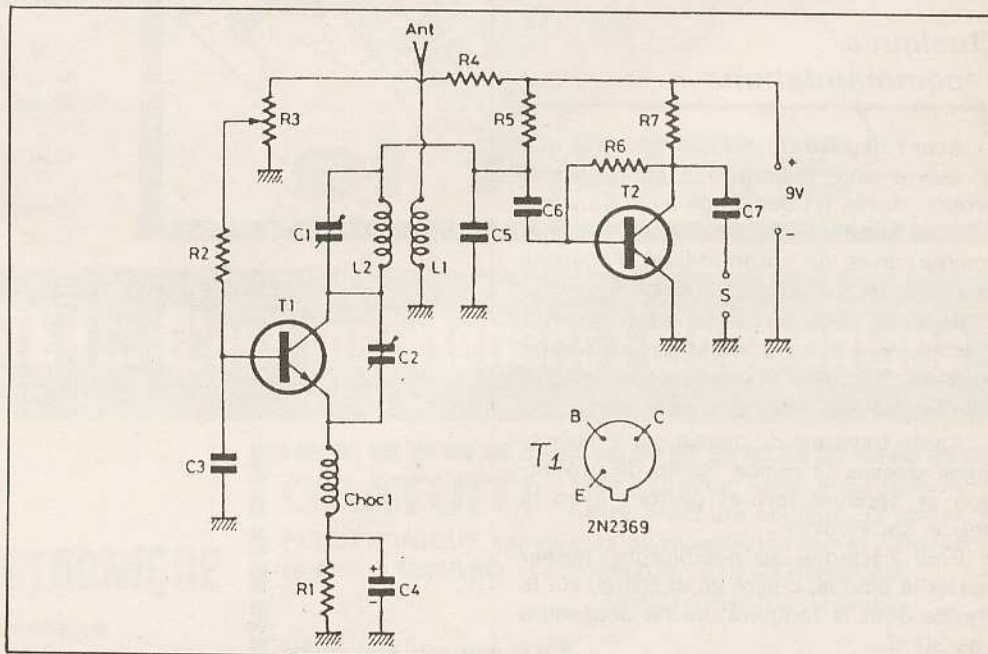 Ant
R4
R3
R5
R7
R6
+
9V
-
T2
C6
C7
C1
L2
L1
C5
R2
S
T1
C2
B
C
T1
E
2N2369
C3
Choc1
R1
+
-
C4